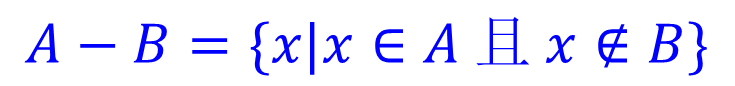 A − B = {x|x ∈ A 且 x ∉ B}